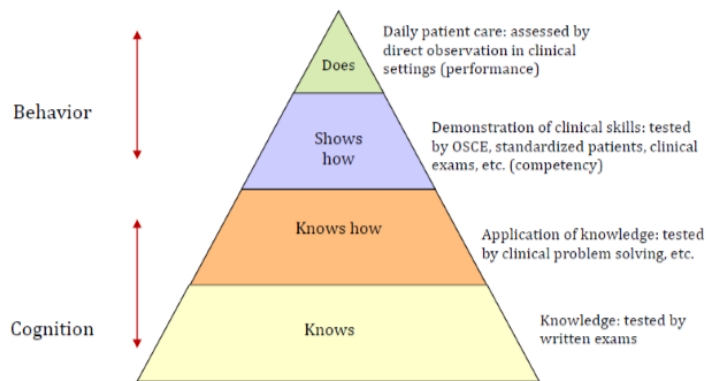 Does
Daily patient care: assessed by
direct observation in clinical
settings (performance)
Behavior
Shows
how
Demonstration of clinical skills: tested
by OSCE, standardized patients, clinical
exams, etc. (competency)
Knows how
Application of knowledge: tested
by clinical problem solving, etc.
Cognition
Knows
Knowledge: tested by
written exams